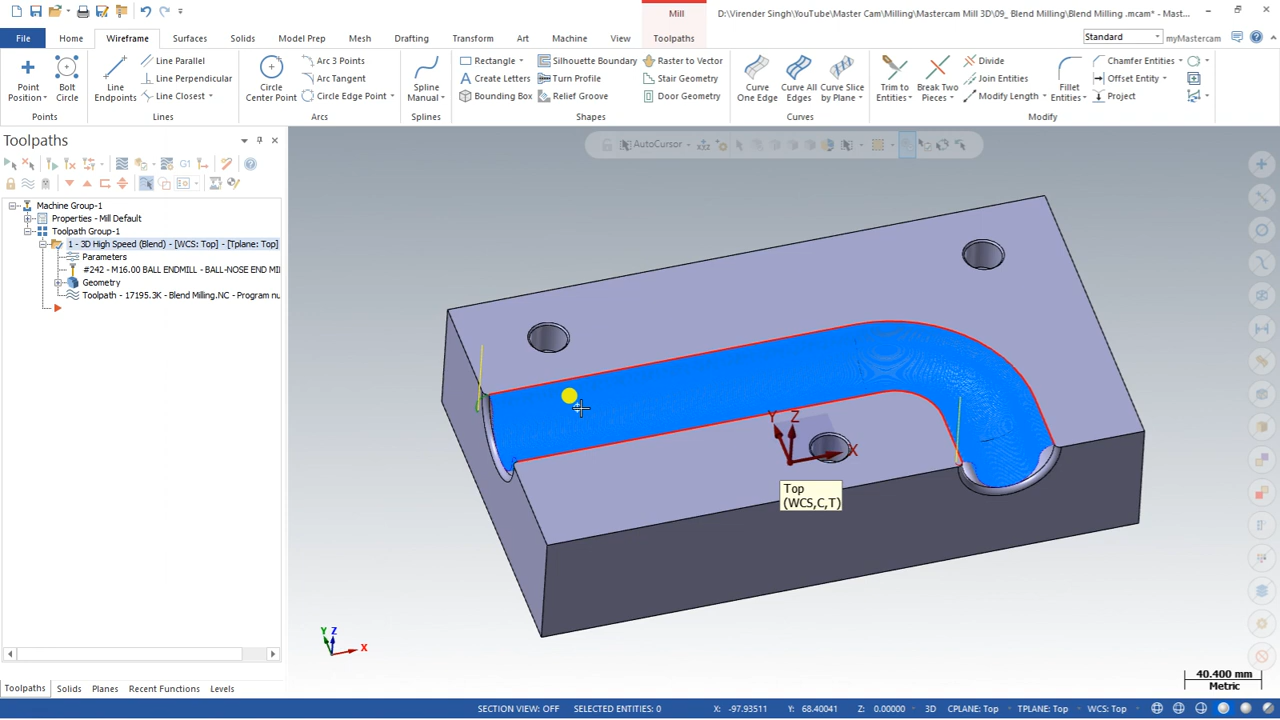 Mill
D:\Virender Singh\YouTube\Master Cam\Milling\Mastercam Mill 3D\09_ Blend Milling\Blend Milling .mcam* - Mast...
File Home Wireframe Surfaces Solids Model Prep Mesh Drafting Transform Art Machine View Toolpaths
Standard myMastercam
Point Position Bolt Circle Points
Line Endpoints Line Parallel Line Perpendicular Line Closest Lines
Circle Center Point Arc 3 Points Arc Tangent Circle Edge Point Arcs
Spline Manual Splines
Rectangle Create Letters Bounding Box Silhouette Boundary Turn Profile Relief Groove Raster to Vector Stair Geometry Door Geometry Shapes
Curve One Edge Curve All Edges Curve Slice by Plane Curves
Trim to Entities Break Two Pieces Divide Join Entities Modify Length Fillet Entities Chamfer Entities Offset Entity Project Modify
Toolpaths
AutoCursor
G1
Machine Group-1
Properties - Mill Default
Toolpath Group-1
1 - 3D High Speed (Blend) - [WCS: Top] - [Tplane: Top]
Parameters
#242 - M16.00 BALL ENDMILL - BALL-NOSE END MI
Geometry
Toolpath - 17195.3K - Blend Milling.NC - Program nu
Y Z
X
Top
(WCS,C,T)
Y Z
X
40.400 mm
Metric
Toolpaths Solids Planes Recent Functions Levels
SECTION VIEW: OFF SELECTED ENTITIES: 0 X: -97.93511 Y: 68.40041 Z: 0.00000 3D CPLANE: Top TPLANE: Top WCS: Top